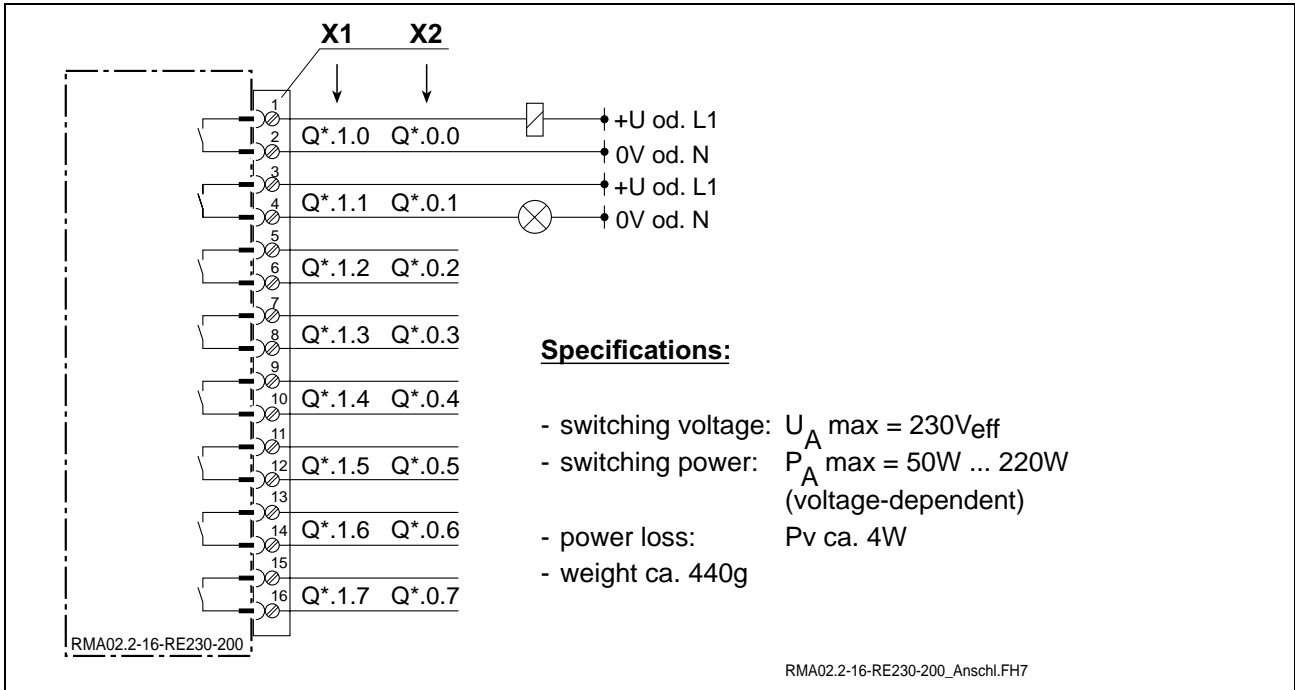 X1 X2
1
2 Q*.1.0 Q*.0.0
+U od. L1
0V od. N
3
4 Q*.1.1 Q*.0.1
+U od. L1
0V od. N
5
6 Q*.1.2 Q*.0.2
7
8 Q*.1.3 Q*.0.3
9
10 Q*.1.4 Q*.0.4
11
12 Q*.1.5 Q*.0.5
13
14 Q*.1.6 Q*.0.6
15
16 Q*.1.7 Q*.0.7
RMA02.2-16-RE230-200
Specifications:
- switching voltage: UA max = 230Veff
- switching power: PA max = 50W ... 220W
(voltage-dependent)
- power loss: Pv ca. 4W
- weight ca. 440g
RMA02.2-16-RE230-200_Anschl.FH7